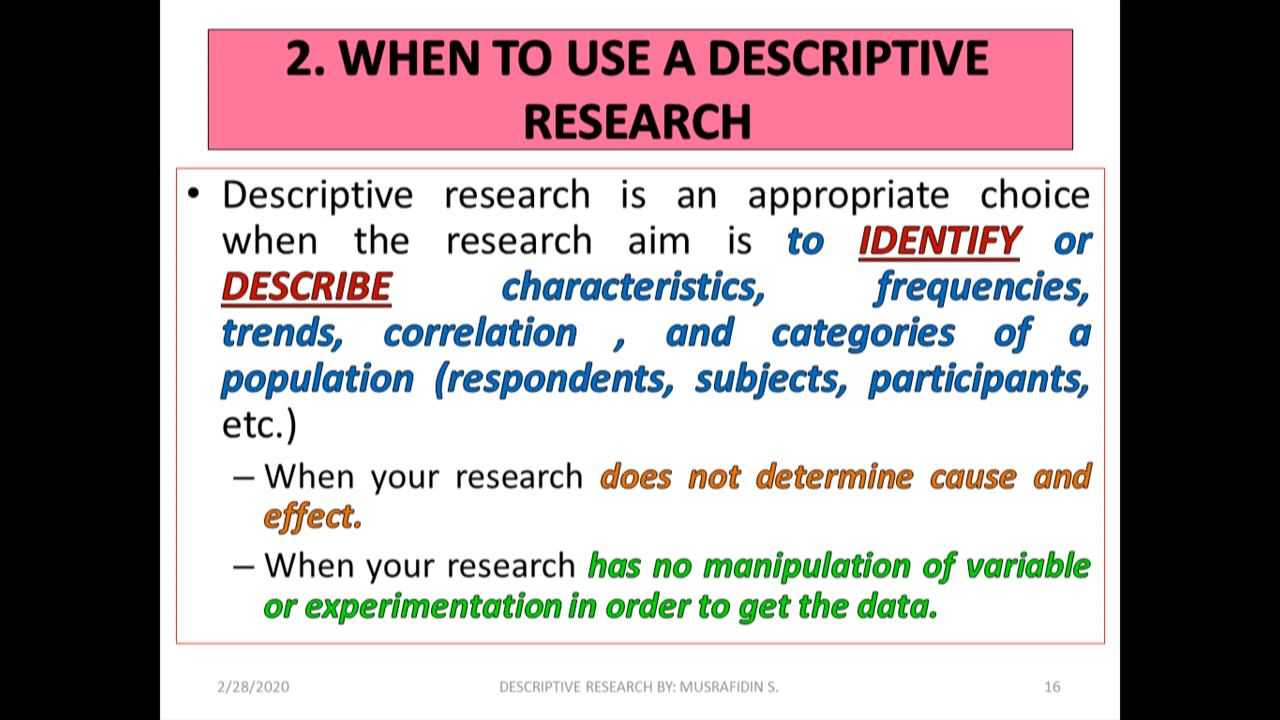 2. WHEN TO USE A DESCRIPTIVE
RESEARCH
• Descriptive research is an appropriate choice
when the research aim is to IDENTIFY or
DESCRIBE characteristics, frequencies,
trends, correlation , and categories of a
population (respondents, subjects, participants,
etc.)
– When your research does not determine cause and
effect.
– When your research has no manipulation of variable
or experimentation in order to get the data.
2/28/2020 DESCRIPTIVE RESEARCH BY: MUSRAFIDIN S. 16